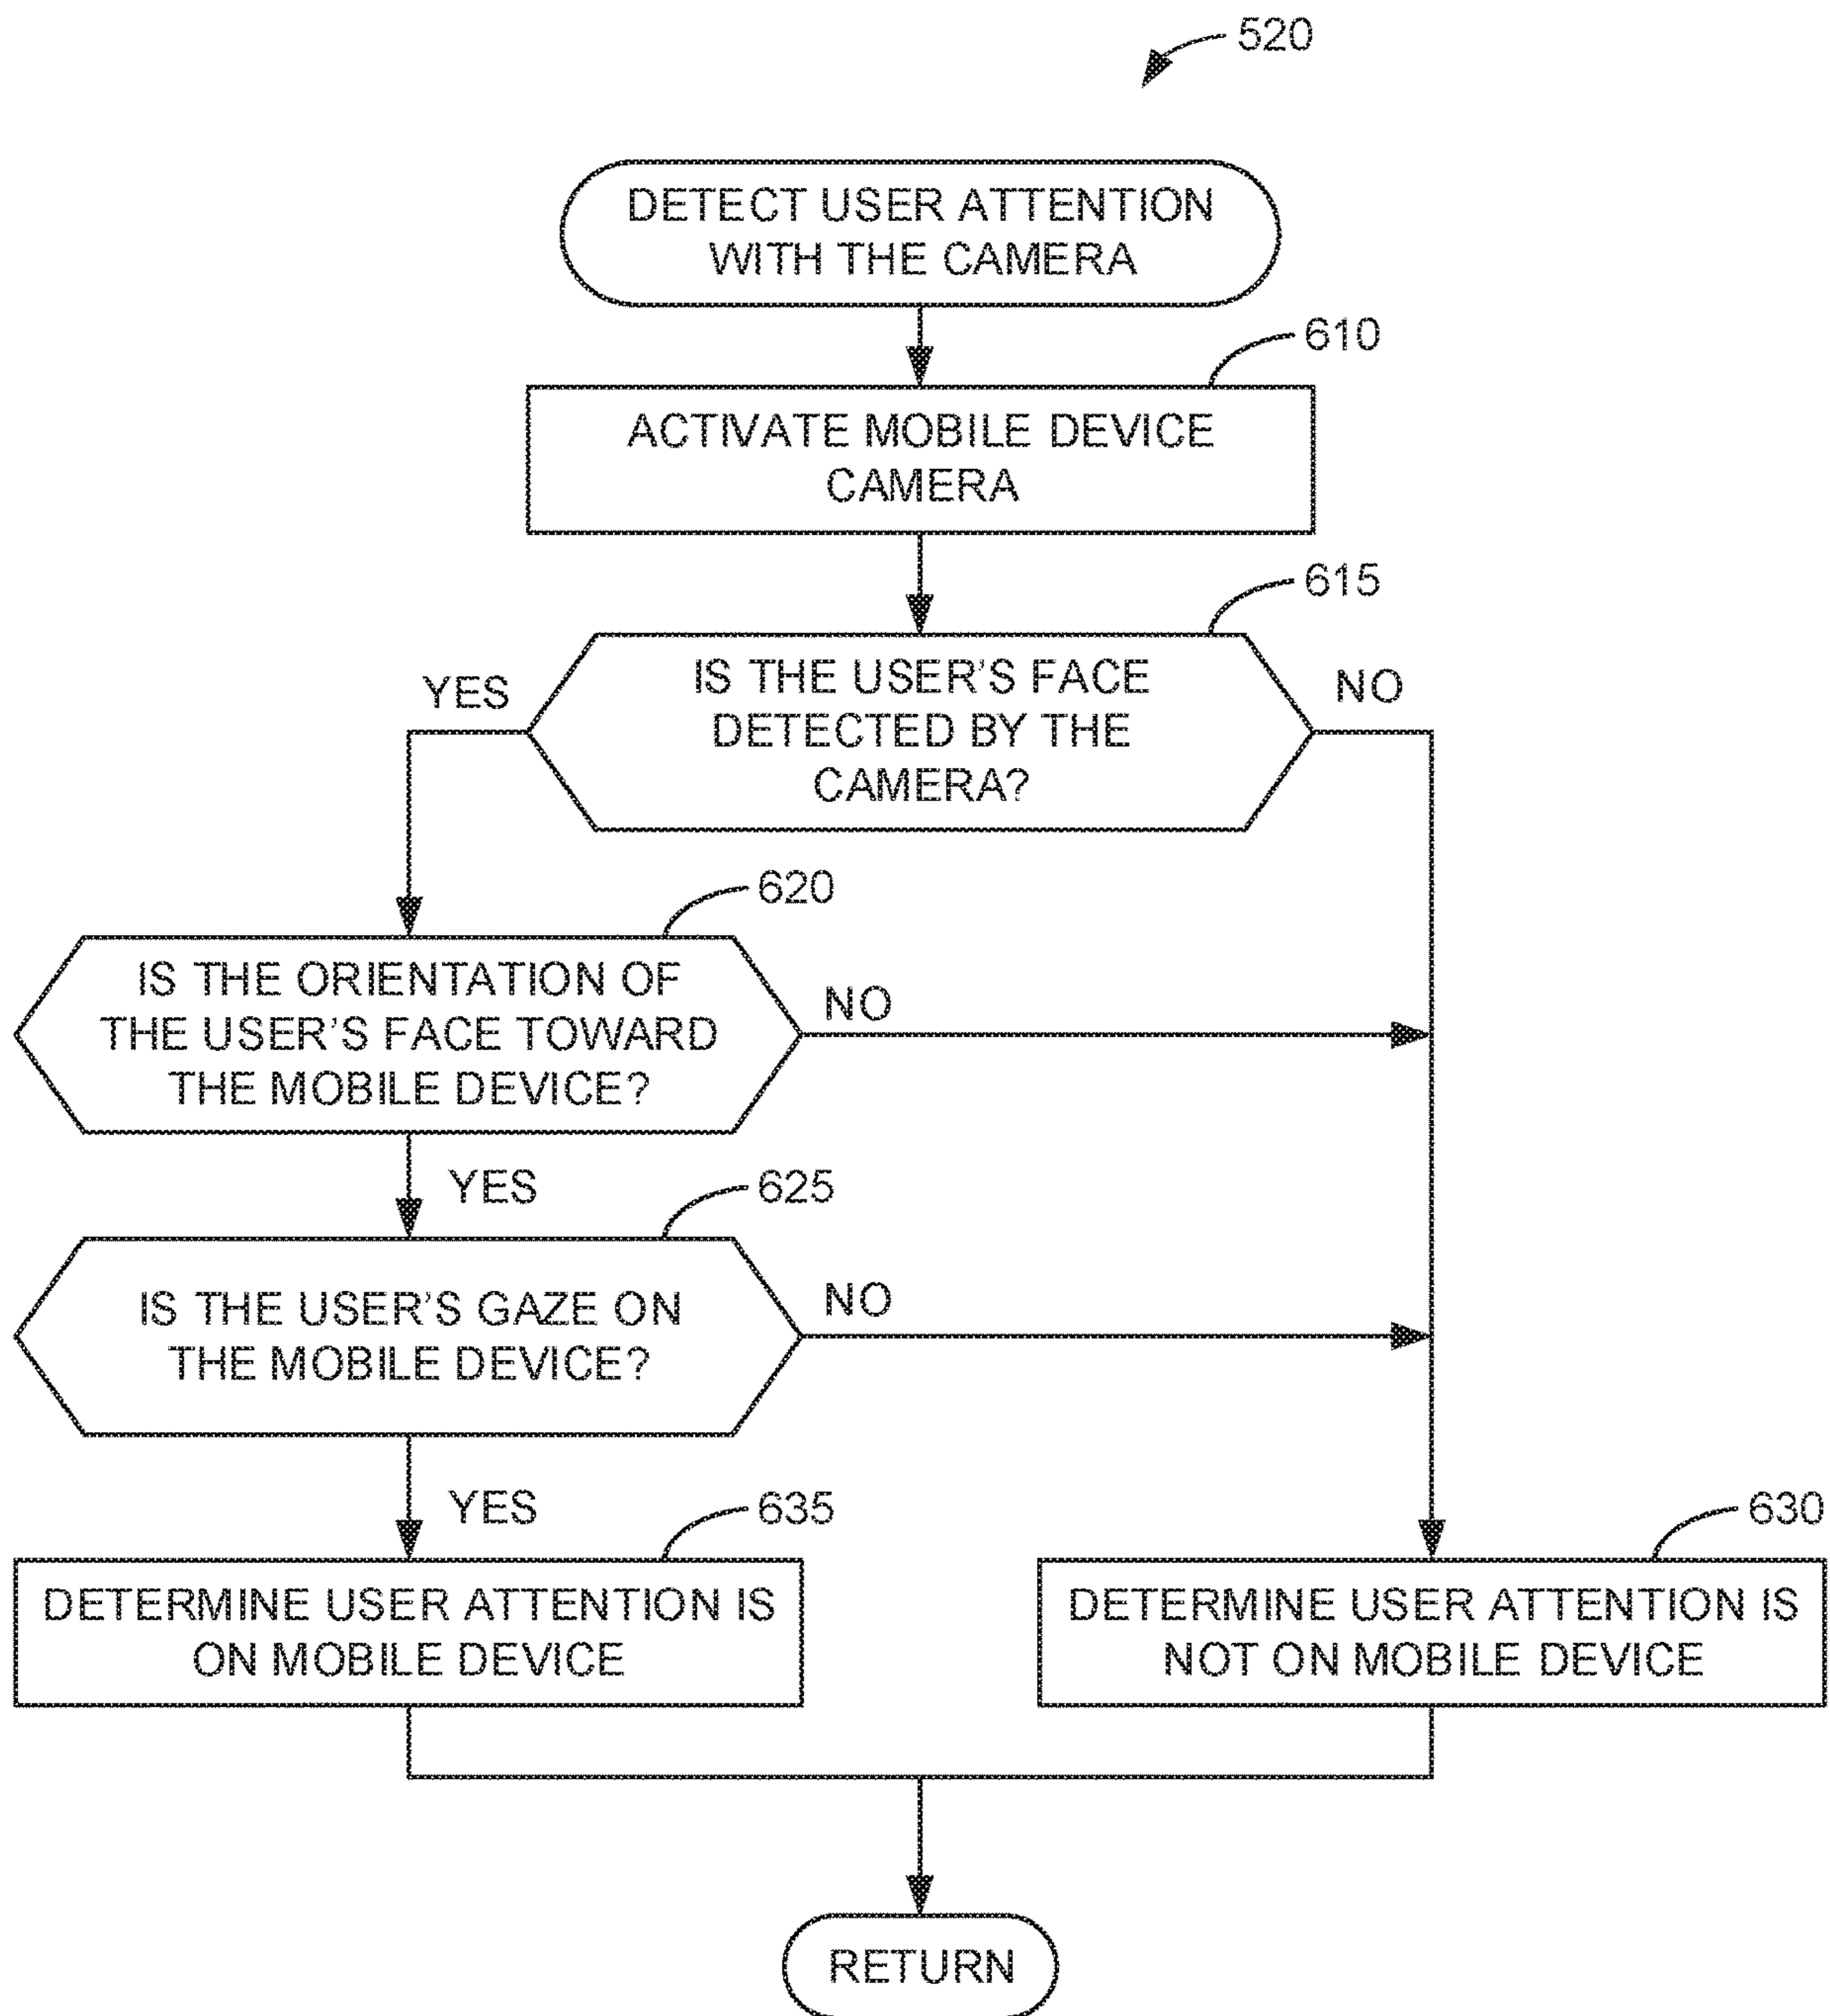 520
DETECT USER ATTENTION
WITH THE CAMERA
610
ACTIVATE MOBILE DEVICE
CAMERA
615
IS THE USER'S FACE
DETECTED BY THE
CAMERA?
YES
NO
620
IS THE ORIENTATION OF
THE USER'S FACE TOWARD
THE MOBILE DEVICE?
NO
YES
625
IS THE USER'S GAZE ON
THE MOBILE DEVICE?
NO
YES
635
DETERMINE USER ATTENTION IS
ON MOBILE DEVICE
630
DETERMINE USER ATTENTION IS
NOT ON MOBILE DEVICE
RETURN